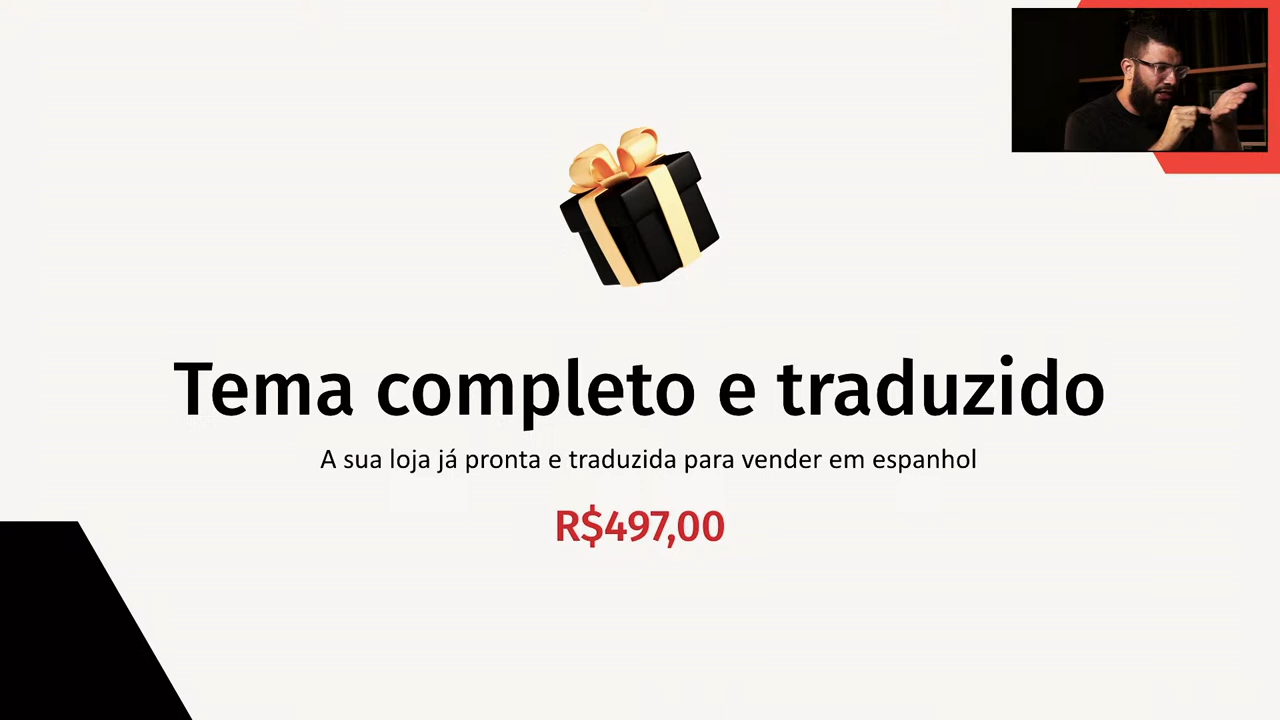 Tema completo e traduzido
A sua loja já pronta e traduzida para vender em espanhol
R$497,00